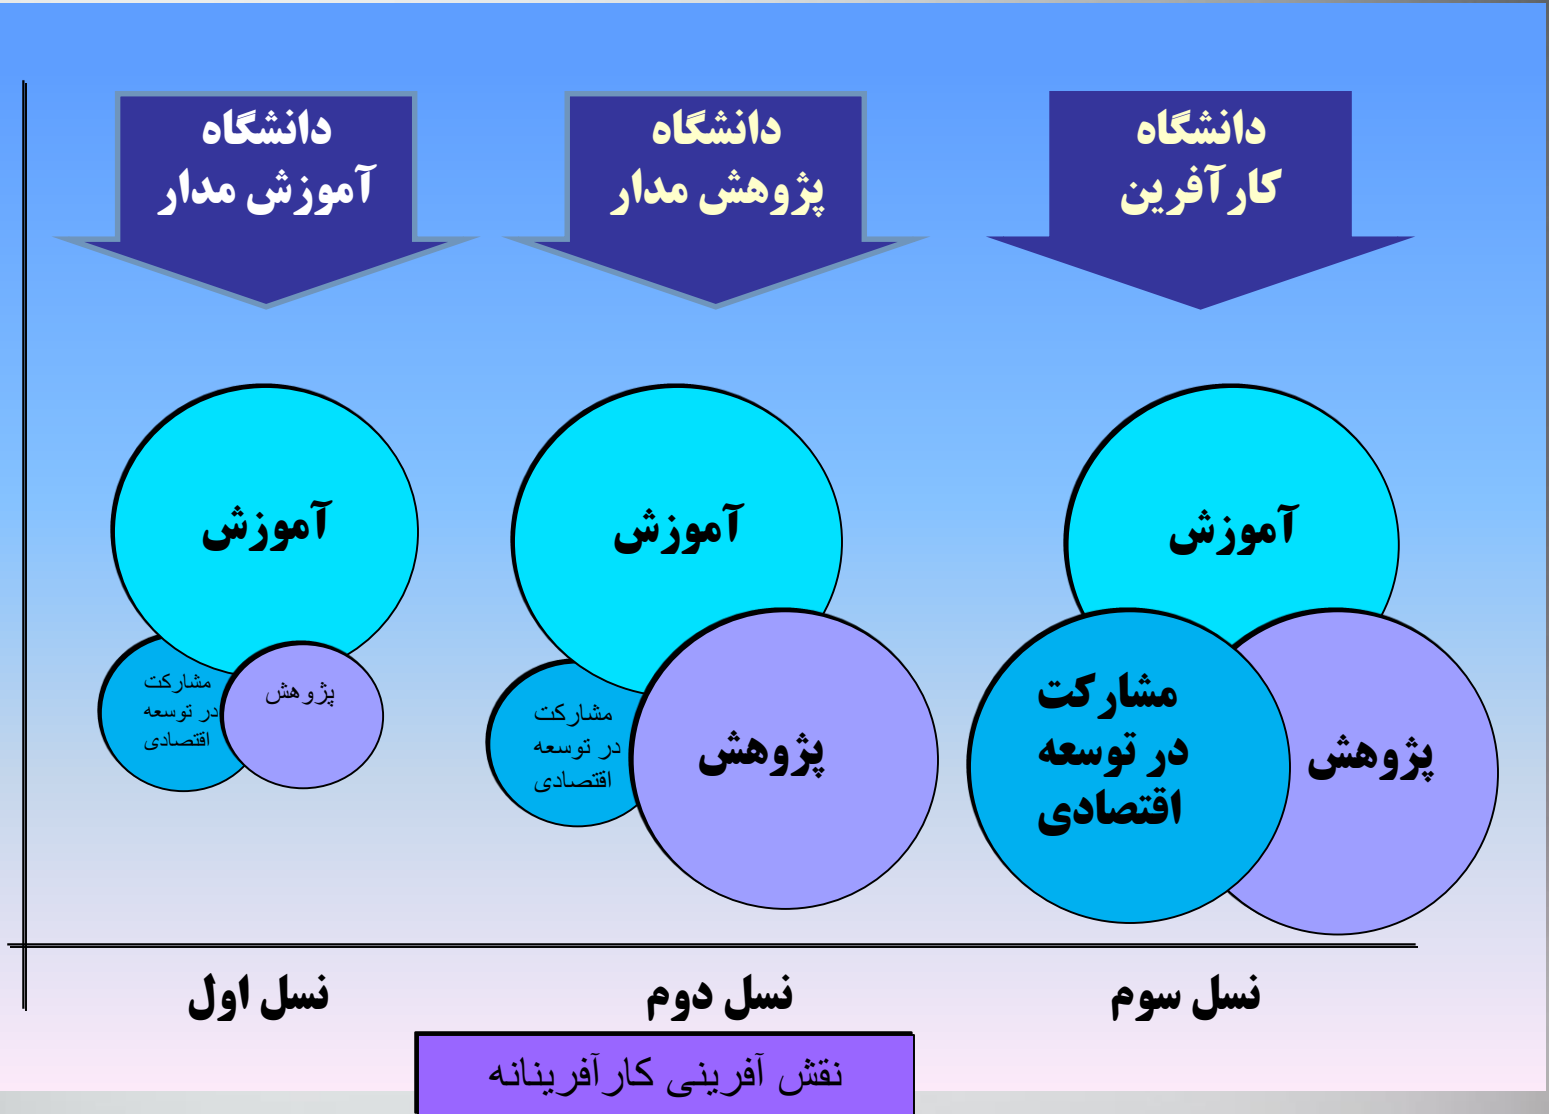 دانشگاه
آموزش مدار
دانشگاه
پژوهش مدار
دانشگاه
کارآفرین
آموزش
مشارکت
در توسعه
اقتصادی
پژوهش
آموزش
مشارکت
در توسعه
اقتصادی
پژوهش
آموزش
مشارکت
در توسعه
اقتصادی
پژوهش
نسل اول
نسل دوم
نسل سوم
نقش آفرینی کارآفرینانه